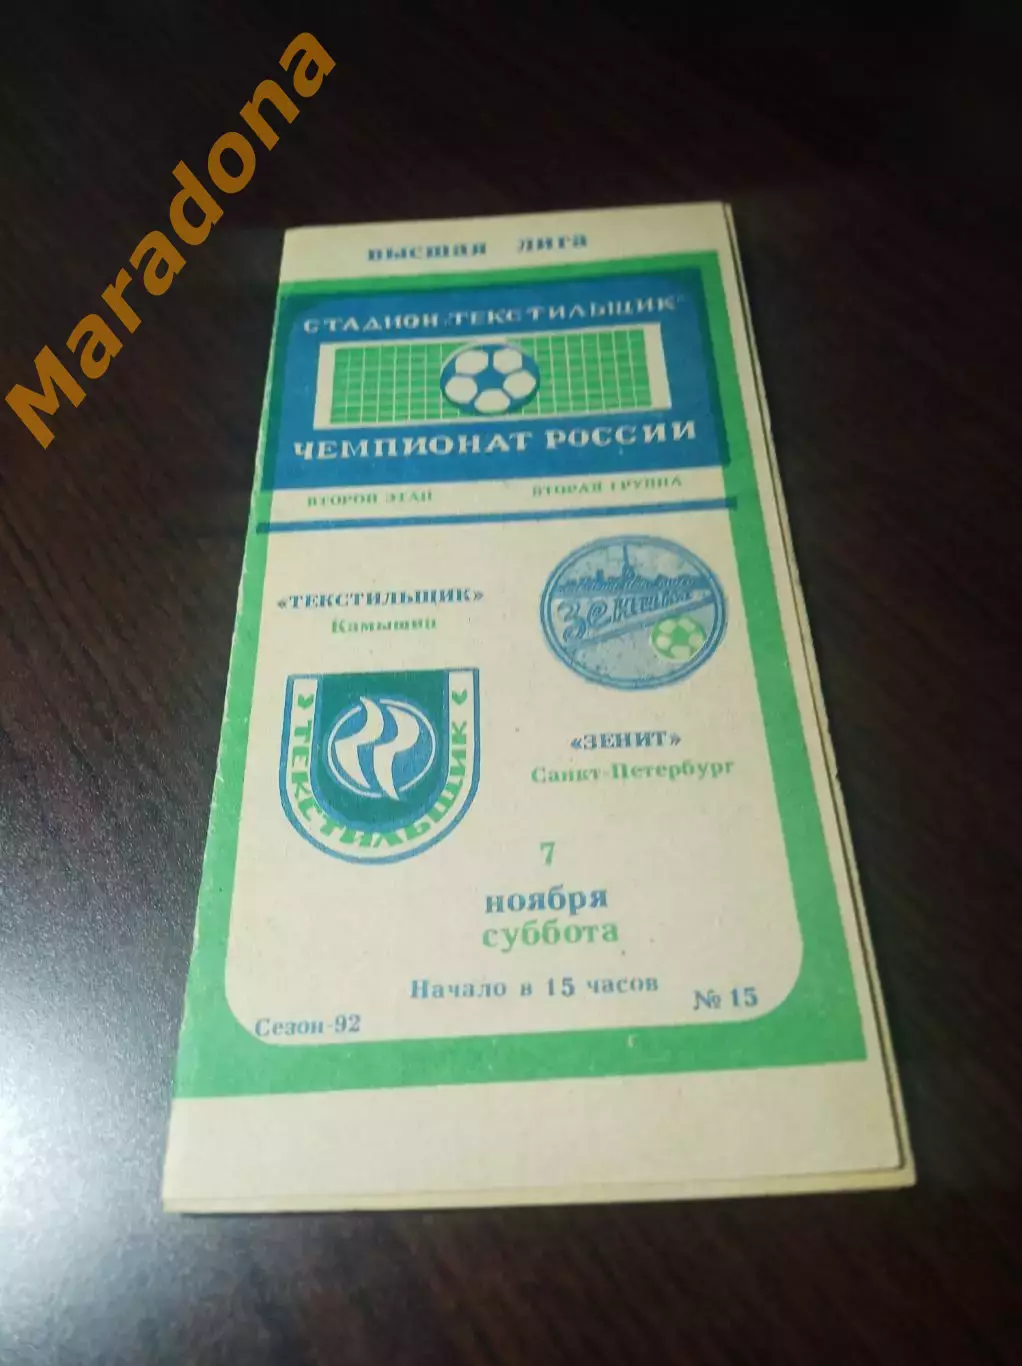 Maradona
ВЫСШАЯ ЛИГА
СТАДИОН „ТЕКСТИЛЬЩИК"
ЧЕМПИОНАТ РОССИИ
ВТОРОЙ ЭТАП ВТОРАЯ ГРУППА
«ТЕКСТИЛЬЩИК»
Камышин
Зенит
ТЕКСТИЛЬЩИК
«ЗЕНИТ»
Санкт-Петербург
7
ноября
суббота
Начало в 15 часов
Сезон-92
№ 15